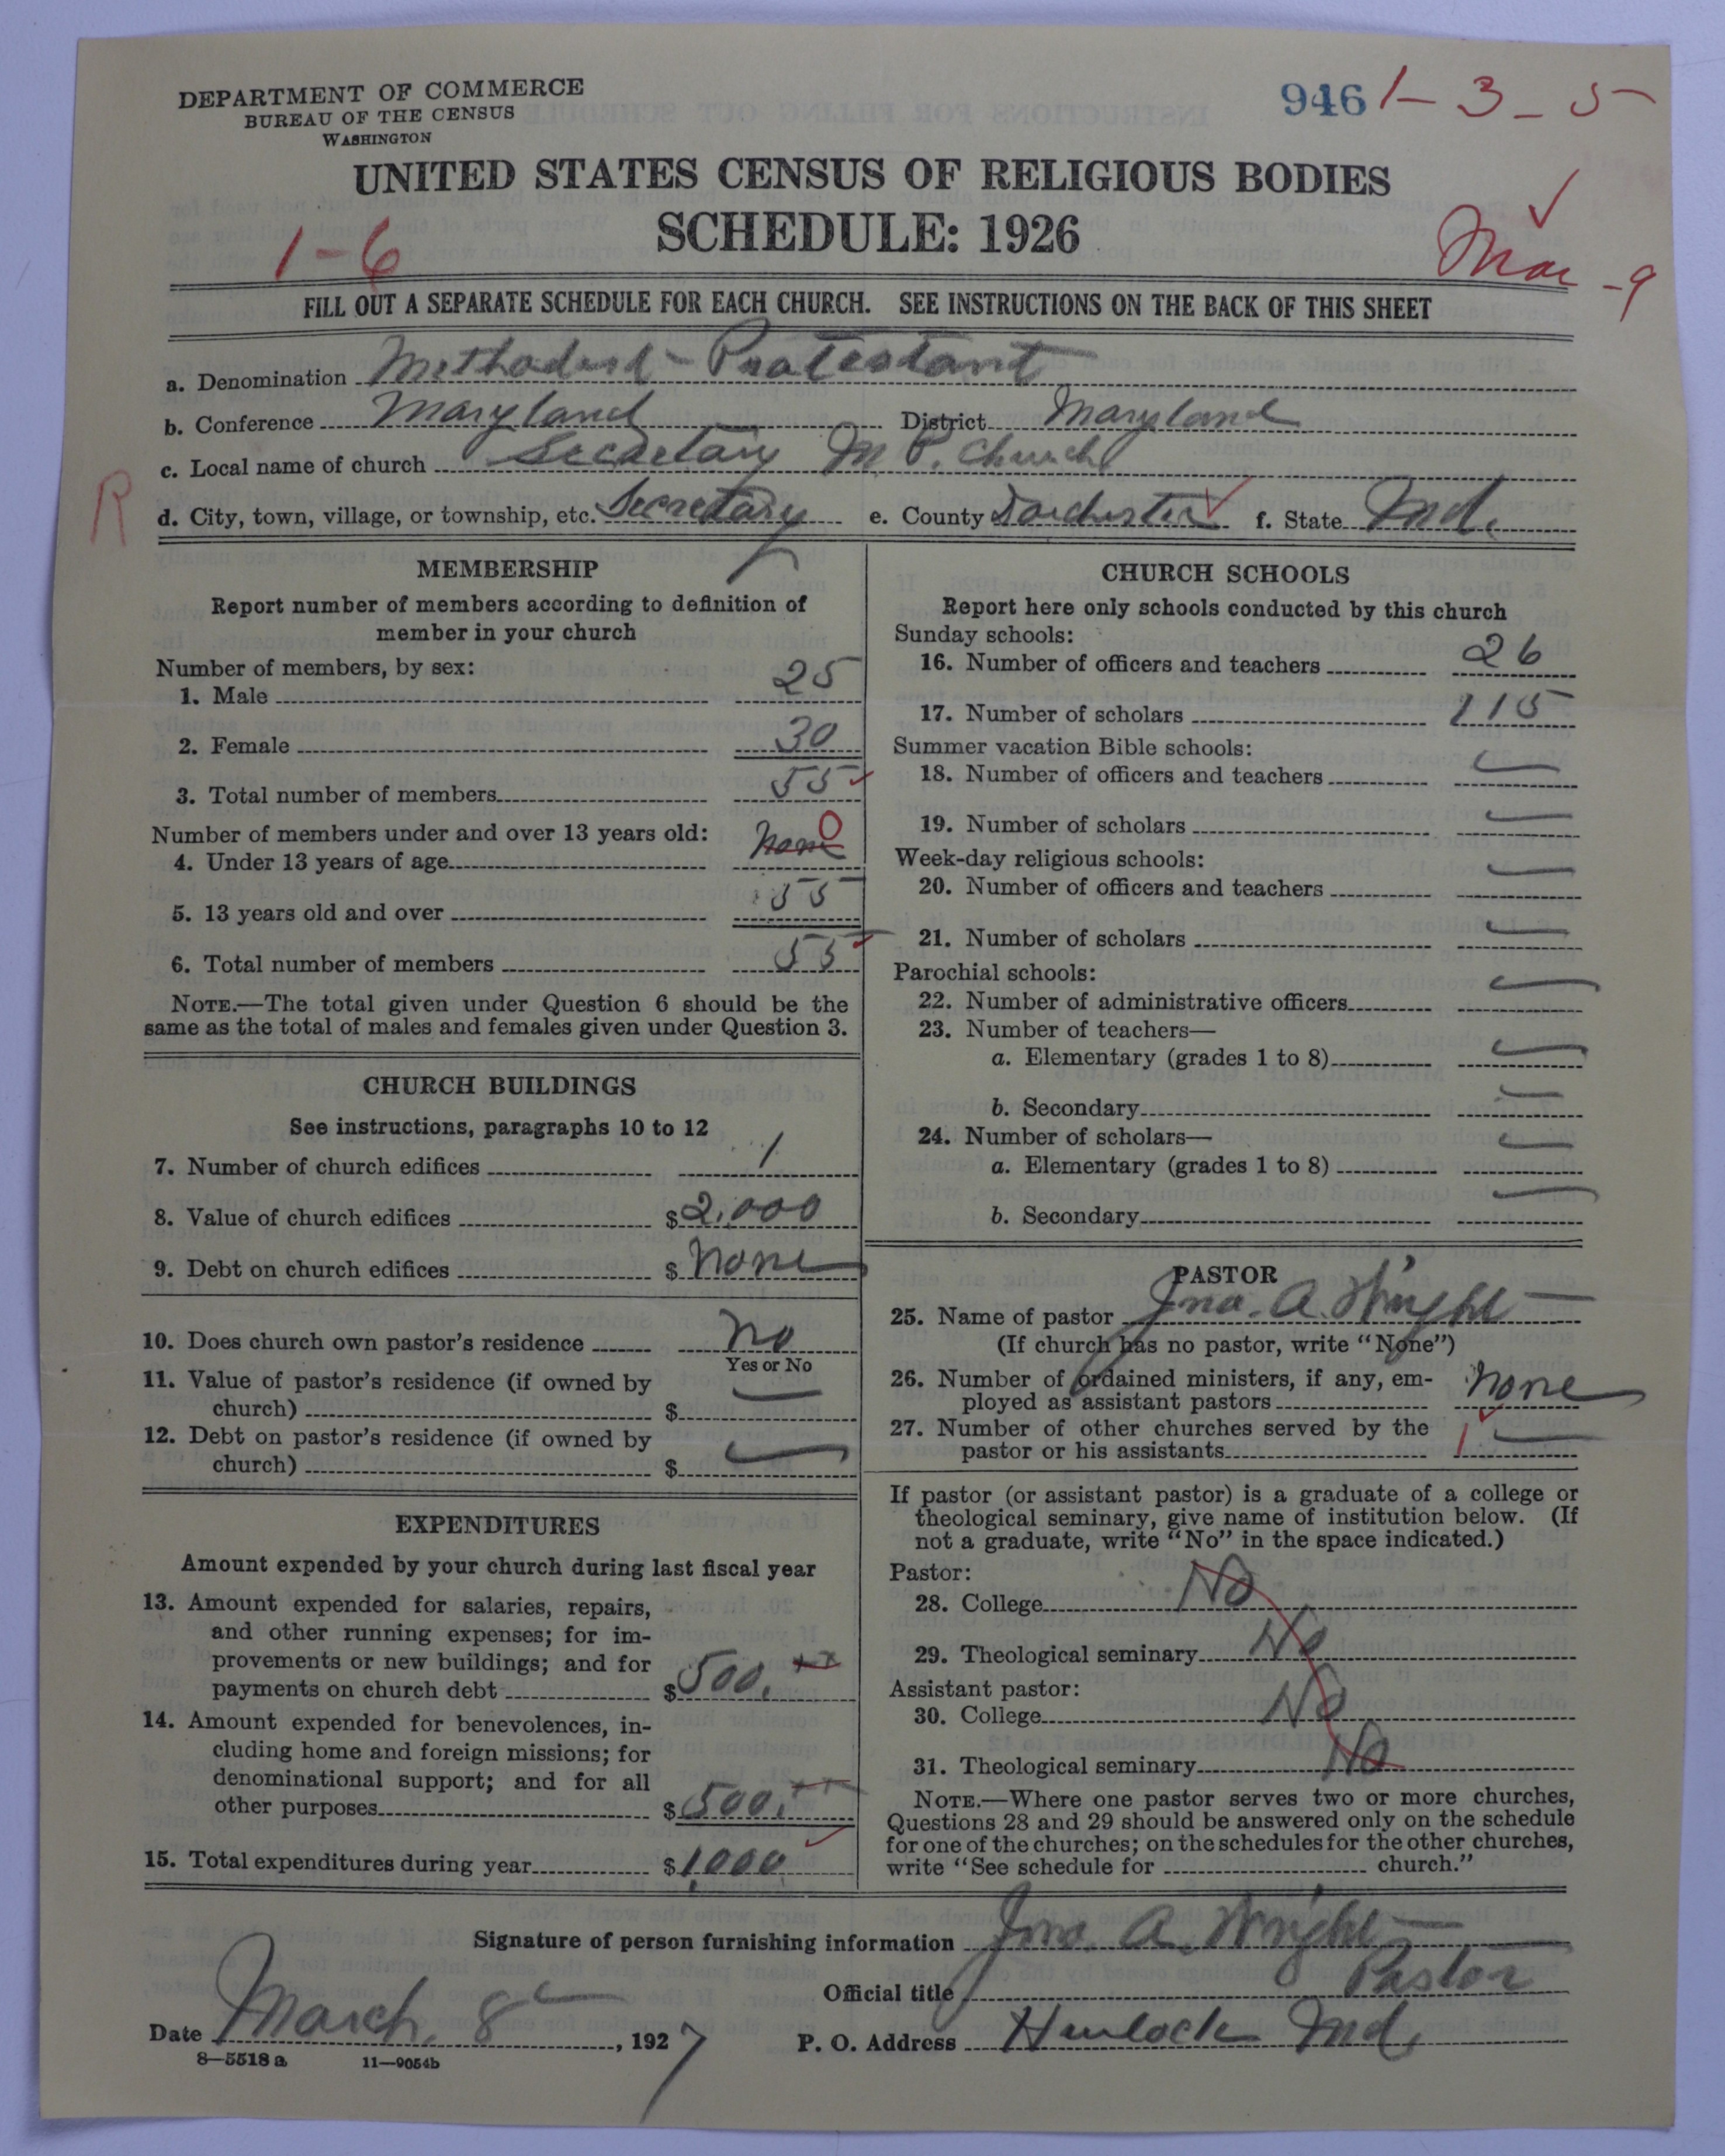 DEPARTMENT OF COMMERCE
BUREAU OF THE CENSUS
WASHINGTON
946 1-3-5
UNITED STATES CENSUS OF RELIGIOUS BODIES
SCHEDULE: 1926
1-6
Mar-9
FILL OUT A SEPARATE SCHEDULE FOR EACH CHURCH. SEE INSTRUCTIONS ON THE BACK OF THIS SHEET
a. Denomination Methodist-Protestant
b. Conference Maryland District Maryland
c. Local name of church Secretary M. P. Church
R
d. City, town, village, or township, etc. Secretary e. County Dorchester f. State Md.
MEMBERSHIP
Report number of members according to definition of
member in your church
Number of members, by sex:
1. Male 25
2. Female 30
3. Total number of members 55
Number of members under and over 13 years old:
4. Under 13 years of age none 0
5. 13 years old and over 55
6. Total number of members 55
NOTE.—The total given under Question 6 should be the
same as the total of males and females given under Question 3.
CHURCH BUILDINGS
See instructions, paragraphs 10 to 12
7. Number of church edifices 1
8. Value of church edifices $2,000
9. Debt on church edifices $ none
10. Does church own pastor's residence no
Yes or No
11. Value of pastor's residence (if owned by
church) $ —
12. Debt on pastor's residence (if owned by
church) $ —
EXPENDITURES
Amount expended by your church during last fiscal year
13. Amount expended for salaries, repairs,
and other running expenses; for im-
provements or new buildings; and for
payments on church debt $500. xx
14. Amount expended for benevolences, in-
cluding home and foreign missions; for
denominational support; and for all
other purposes $500. xx
15. Total expenditures during year $1,000
CHURCH SCHOOLS
Report here only schools conducted by this church
Sunday schools:
16. Number of officers and teachers 26
17. Number of scholars 115
Summer vacation Bible schools:
18. Number of officers and teachers —
19. Number of scholars —
Week-day religious schools:
20. Number of officers and teachers —
21. Number of scholars —
Parochial schools:
22. Number of administrative officers —
23. Number of teachers—
a. Elementary (grades 1 to 8) —
b. Secondary —
24. Number of scholars—
a. Elementary (grades 1 to 8) —
b. Secondary —
PASTOR
25. Name of pastor Jno. A. Wright
(If church has no pastor, write "None")
26. Number of ordained ministers, if any, em-
ployed as assistant pastors none
27. Number of other churches served by the
pastor or his assistants 1 —
If pastor (or assistant pastor) is a graduate of a college or
theological seminary, give name of institution below. (If
not a graduate, write "No" in the space indicated.)
Pastor:
28. College No
29. Theological seminary No
Assistant pastor:
30. College No
31. Theological seminary No
NOTE.—Where one pastor serves two or more churches,
Questions 28 and 29 should be answered only on the schedule
for one of the churches; on the schedules for the other churches,
write "See schedule for church."
Signature of person furnishing information Jno. A. Wright
Official title Pastor
Date March, 8, 1927 P. O. Address Hurlock Md.
8-5518 a 11-9054b